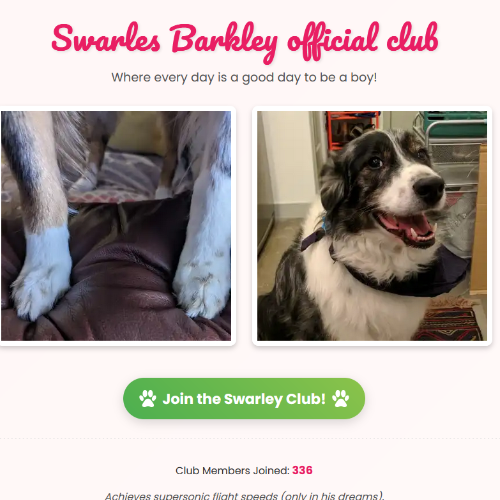 Swarles Barkley official club
Where every day is a good day to be a boy!
Join the Swarley Club!
Club Members Joined: 336
Achieves supersonic flight speeds (only in his dreams).